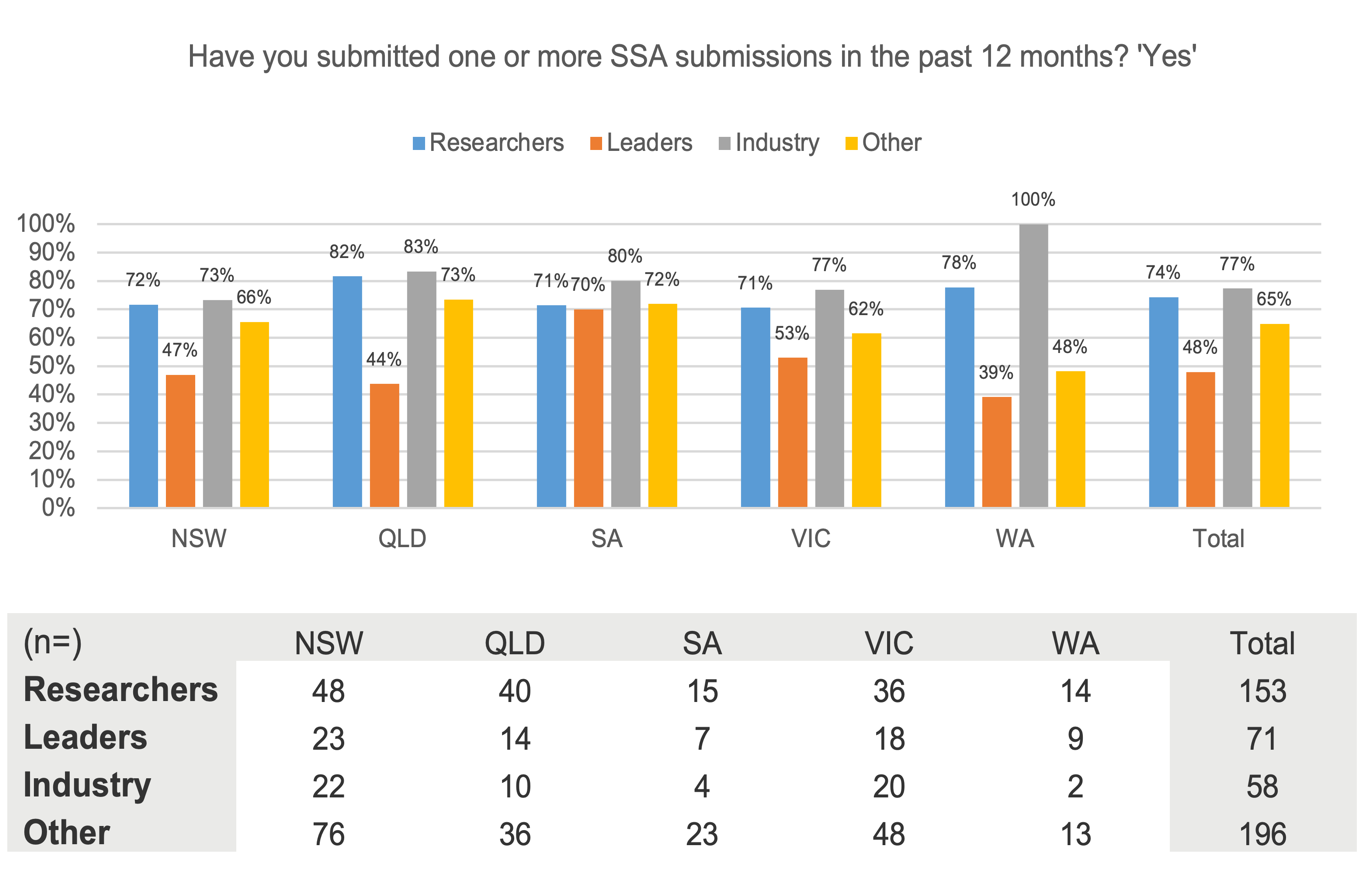 Have you submitted one or more SSA submissions in the past 12 months? 'Yes'
Researchers Leaders Industry Other
100%
90%
80%
70%
60%
50%
40%
30%
20%
10%
0%
72% 47% 73% 66%
82% 44% 83% 73%
71% 70% 80% 72%
71% 53% 77% 62%
78% 39% 100% 48%
74% 48% 77% 65%
NSW QLD SA VIC WA Total
(n=) NSW QLD SA VIC WA Total
Researchers 48 40 15 36 14 153
Leaders 23 14 7 18 9 71
Industry 22 10 4 20 2 58
Other 76 36 23 48 13 196